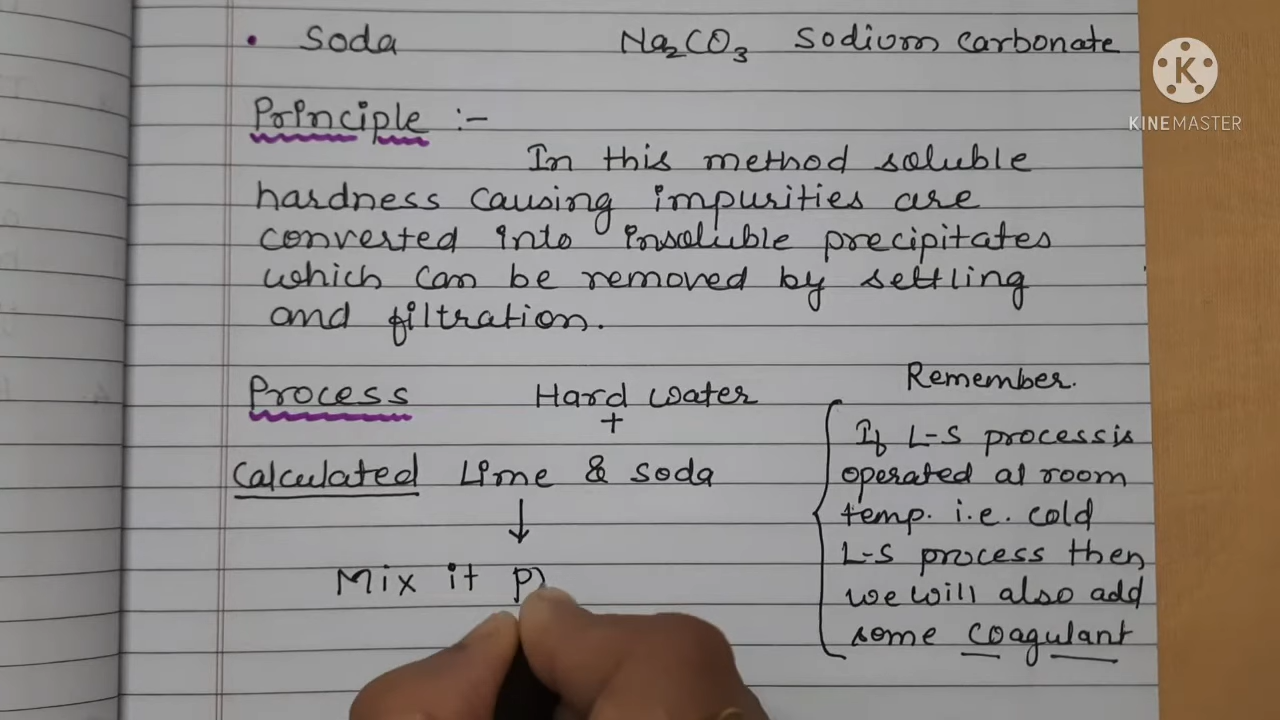 • Soda Na2CO3 Sodium carbonate
K
KINEMASTER
Principle :-
In this method soluble
hardness causing impurities are
converted into insoluble precipitates
which can be removed by settling
and filtration.
Process Hard water
+
calculated Lime & soda
↓
Mix it
Remember.
If L-S process is
operated at room
temp. i.e. cold
L-S process then
we will also add
some coagulant